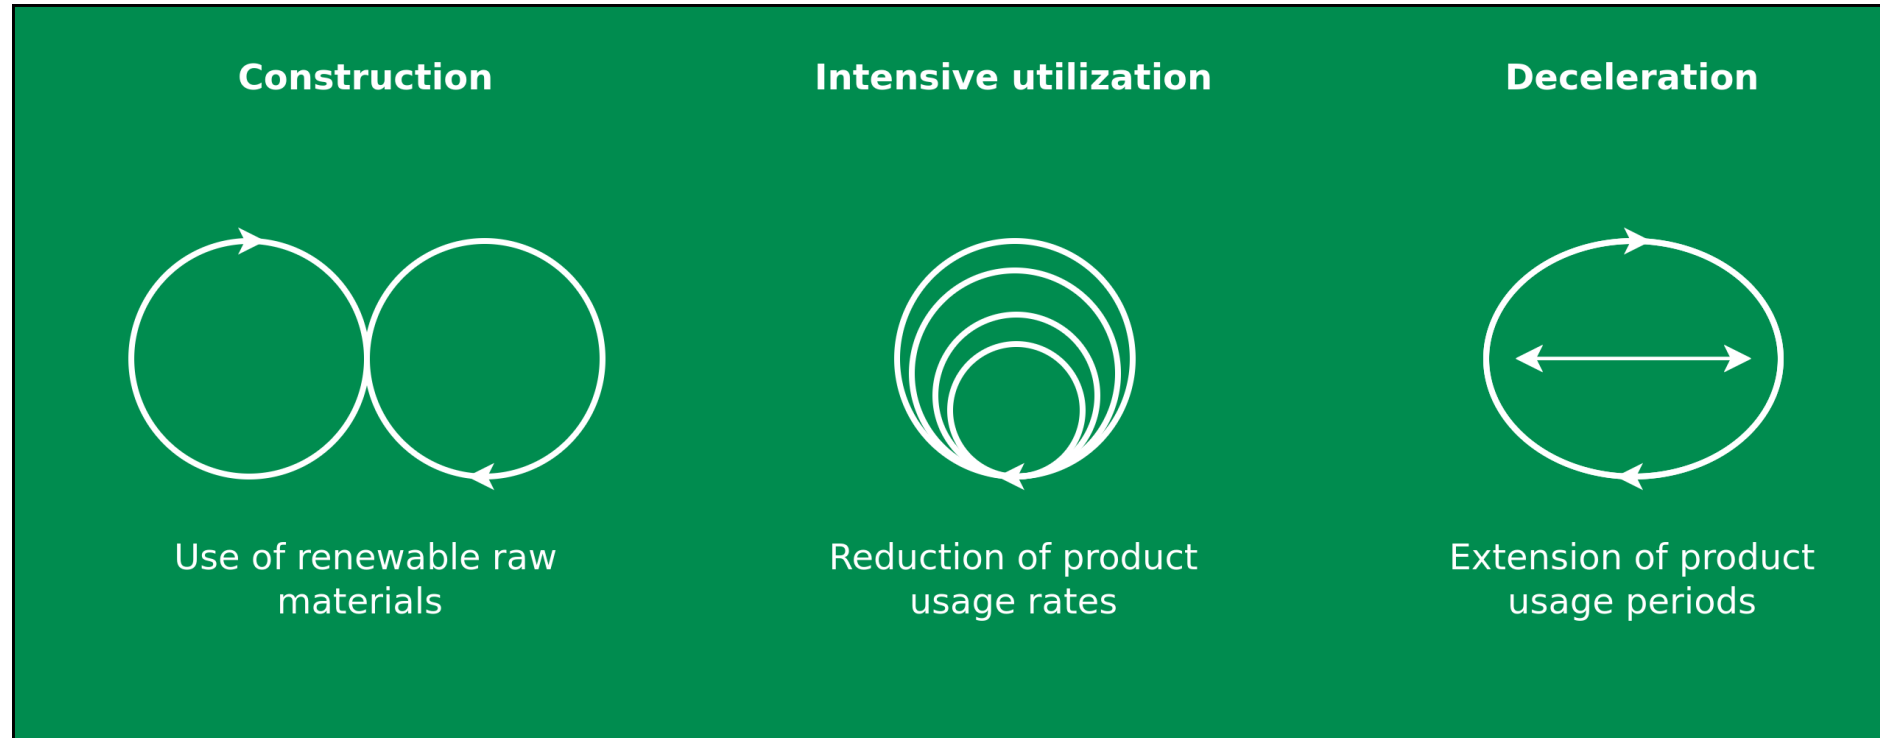 Construction
Use of renewable raw
materials
Intensive utilization
Reduction of product
usage rates
Deceleration
Extension of product
usage periods